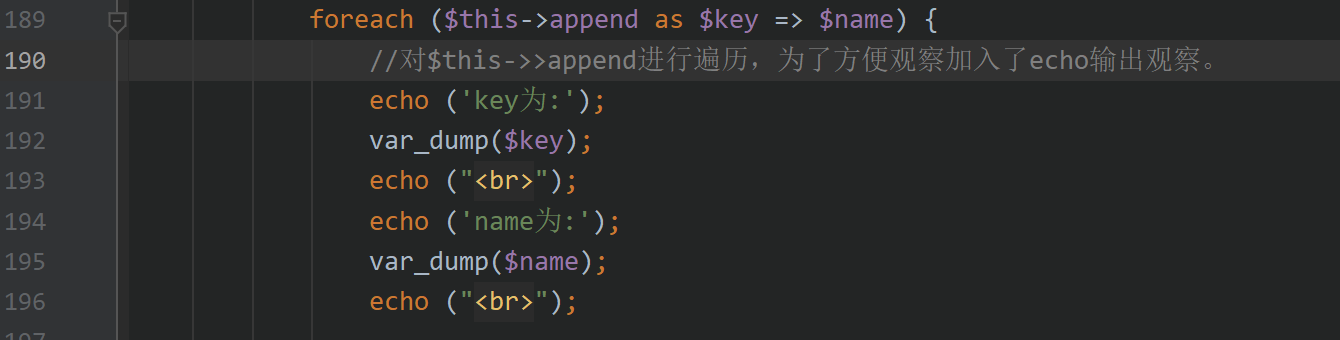 189 foreach ($this->append as $key => $name) {
190 //对$this->>append进行遍历，为了方便观察加入了echo输出观察。
191 echo ('key为:');
192 var_dump($key);
193 echo ("<br>");
194 echo ('name为:');
195 var_dump($name);
196 echo ("<br>");